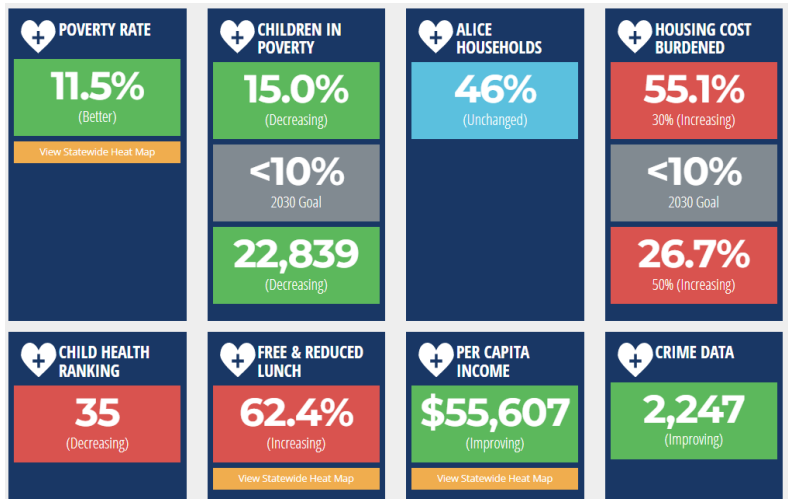 POVERTY RATE
11.5%
(Better)
View Statewide Heat Map
CHILDREN IN
POVERTY
15.0%
(Decreasing)
<10%
2030 Goal
22,839
(Decreasing)
ALICE
HOUSEHOLDS
46%
(Unchanged)
HOUSING COST
BURDENED
55.1%
30% (Increasing)
<10%
2030 Goal
26.7%
50% (Increasing)
CHILD HEALTH
RANKING
35
(Decreasing)
FREE & REDUCED
LUNCH
62.4%
(Increasing)
View Statewide Heat Map
PER CAPITA
INCOME
$55,607
(Improving)
View Statewide Heat Map
CRIME DATA
2,247
(Improving)